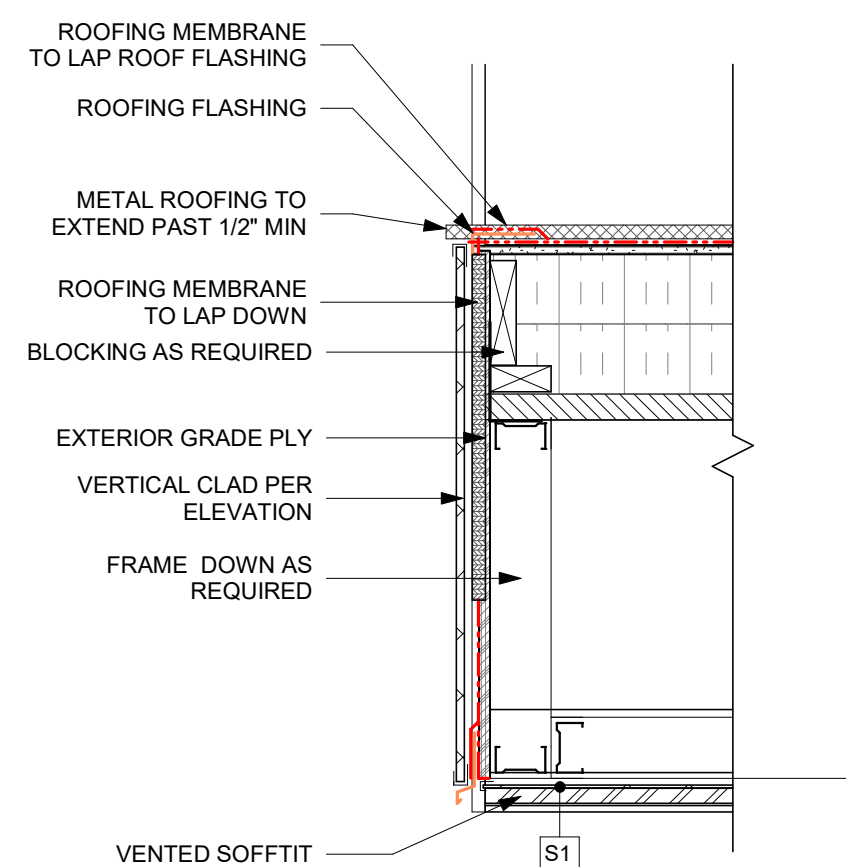 ROOFING MEMBRANE
TO LAP ROOF FLASHING
ROOFING FLASHING
METAL ROOFING TO
EXTEND PAST 1/2" MIN
ROOFING MEMBRANE
TO LAP DOWN
BLOCKING AS REQUIRED
EXTERIOR GRADE PLY
VERTICAL CLAD PER
ELEVATION
FRAME DOWN AS
REQUIRED
VENTED SOFFTIT
S1